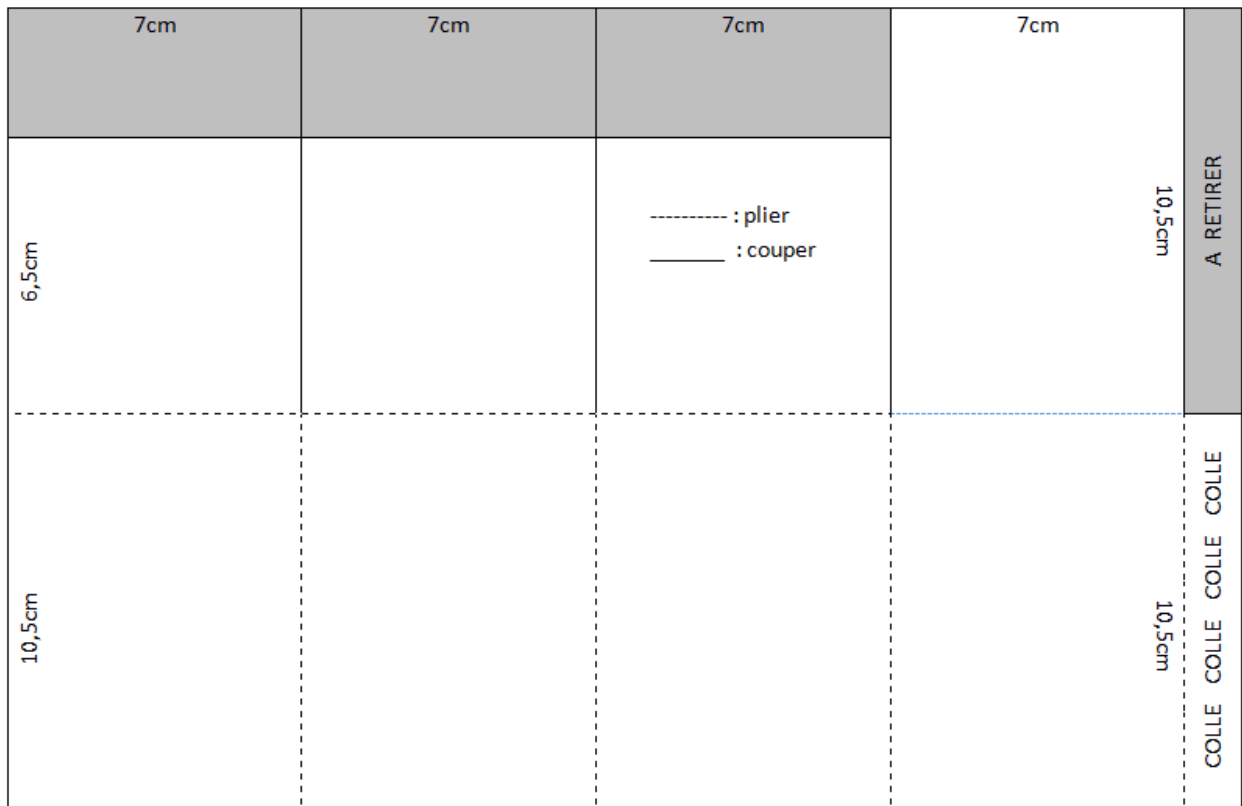 7cm 7cm 7cm 7cm
A RETIRER
10,5cm
---------- : plier
_______ : couper
6,5cm
COLLE COLLE COLLE COLLE
10,5cm
10,5cm